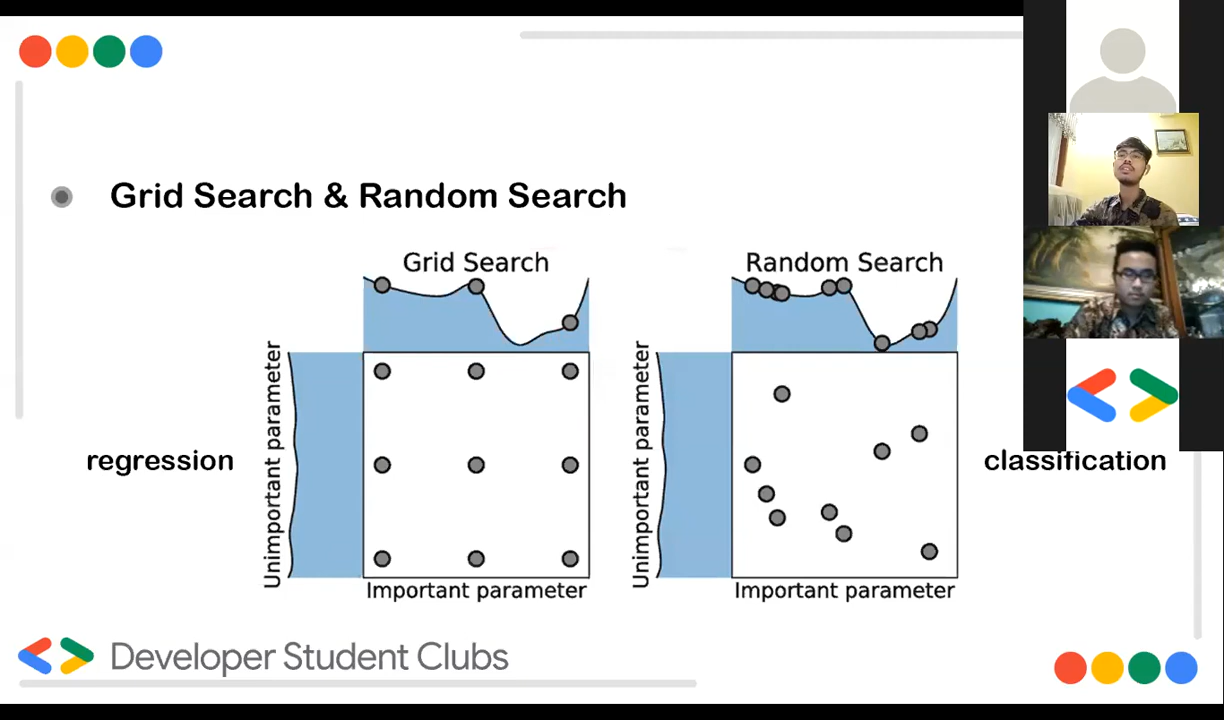 Grid Search & Random Search
Grid Search
Random Search
Unimportant parameter
Unimportant parameter
regression
classification
Important parameter
Important parameter
Developer Student Clubs